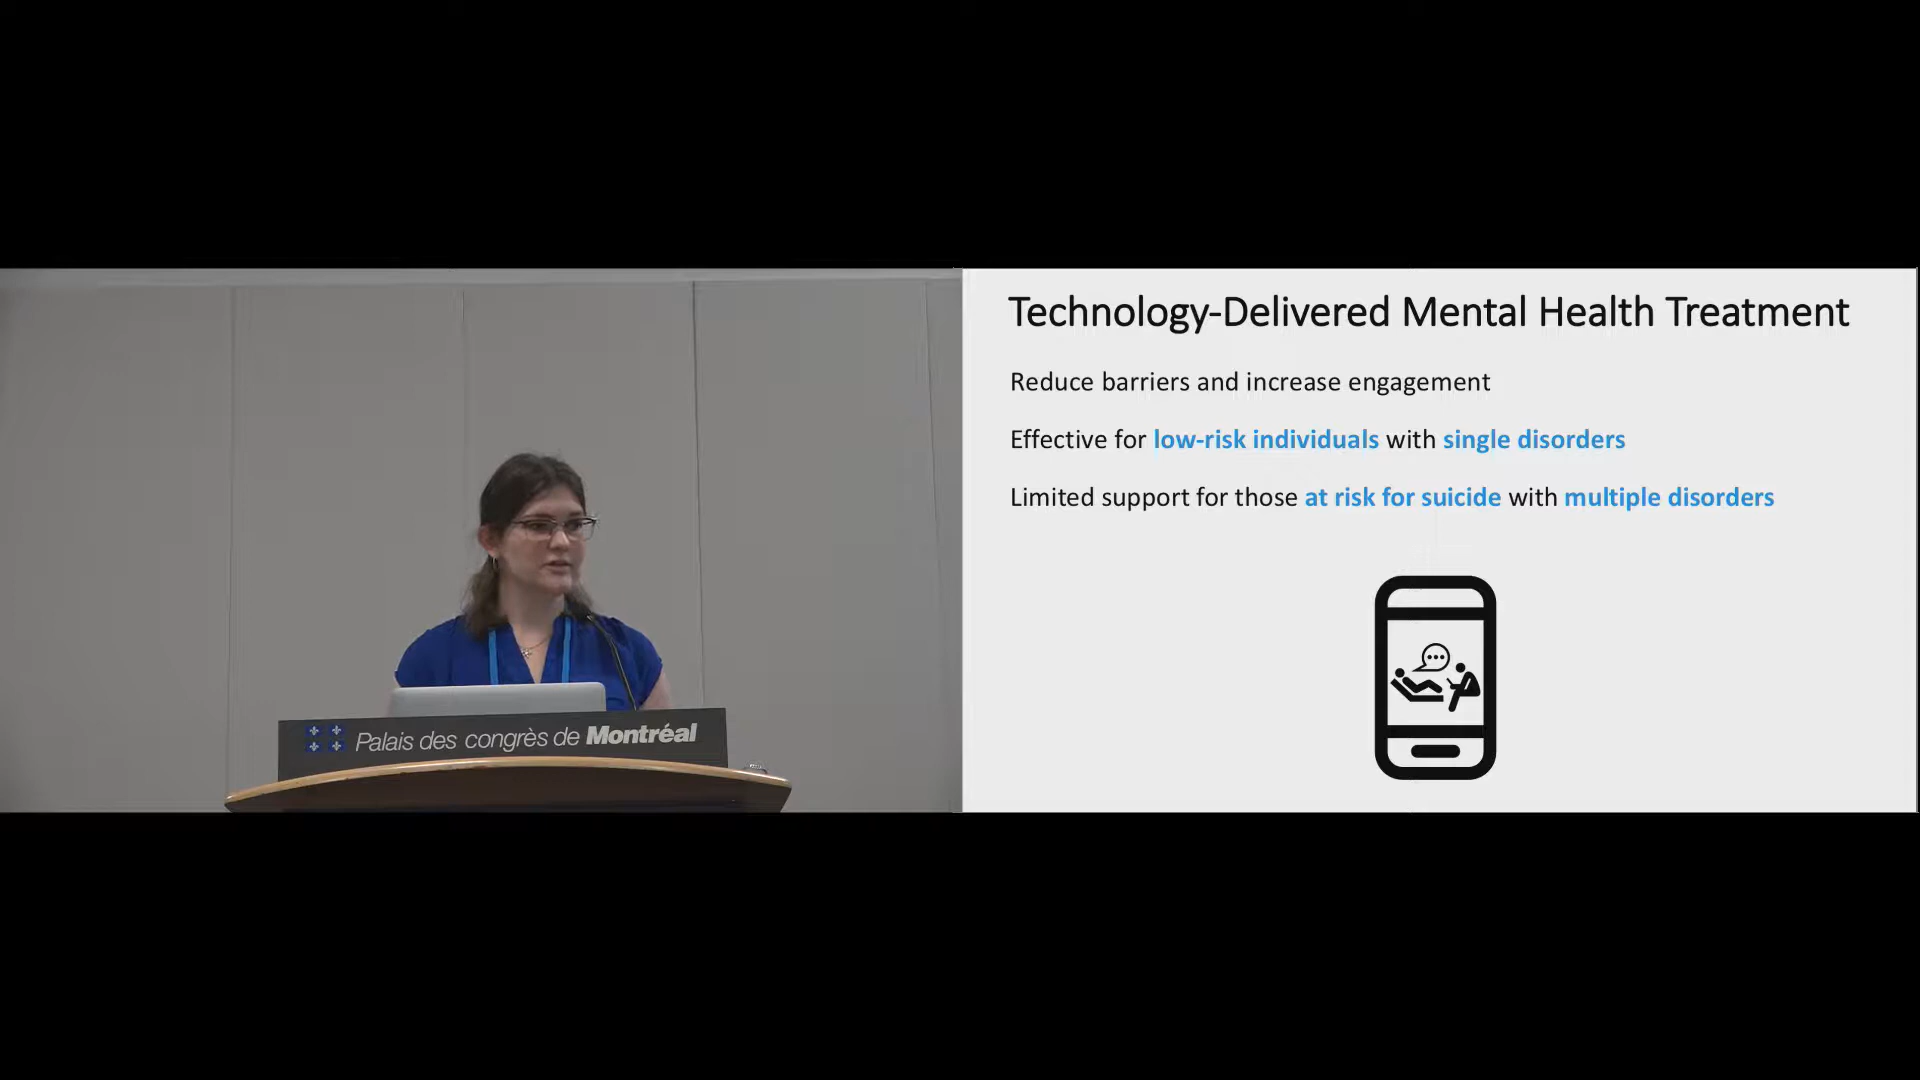 Technology-Delivered Mental Health Treatment
Reduce barriers and increase engagement
Effective for low-risk individuals with single disorders
Limited support for those at risk for suicide with multiple disorders
Palais des congrès de Montréal